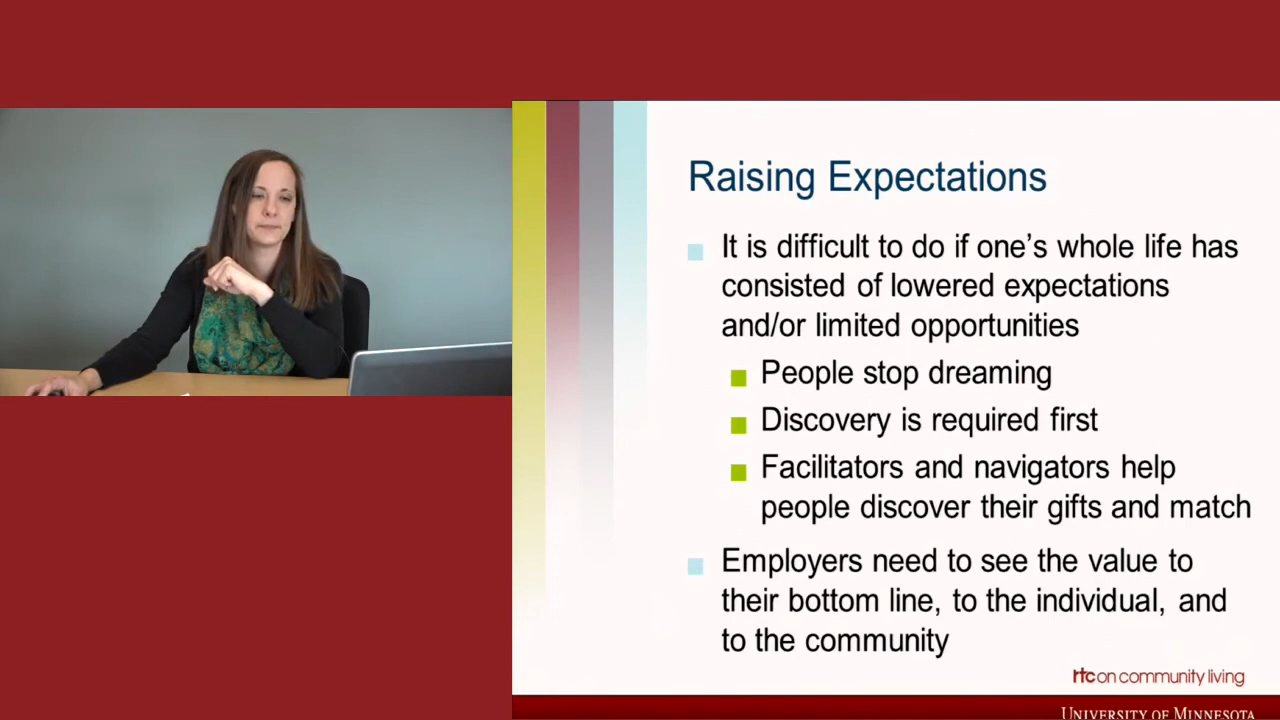 Raising Expectations
It is difficult to do if one’s whole life has
consisted of lowered expectations
and/or limited opportunities
People stop dreaming
Discovery is required first
Facilitators and navigators help
people discover their gifts and match
Employers need to see the value to
their bottom line, to the individual, and
to the community
rtc on community living
UNIVERSITY OF MINNESOTA